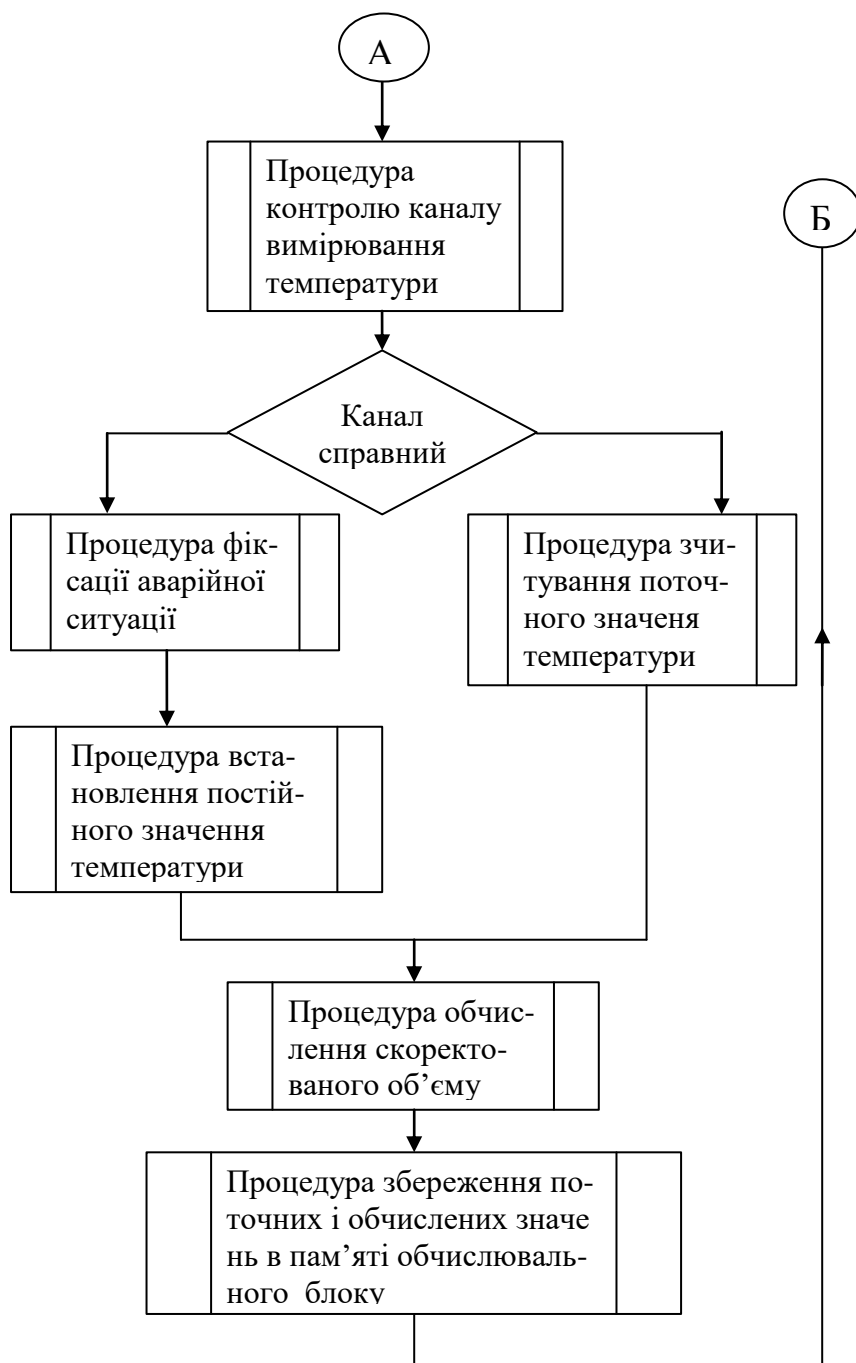 А
Процедура
контролю каналу
вимірювання
температури
Б
Канал
справний
Процедура фік-
сації аварійної
ситуації
Процедура зчи-
тування поточ-
ного значеня
температури
Процедура вста-
новлення постій-
ного значення
температури
Процедура обчис-
лення скоректо-
ваного об’єму
Процедура збереження по-
точних і обчислених значе
нь в пам’яті обчислюваль-
ного блоку